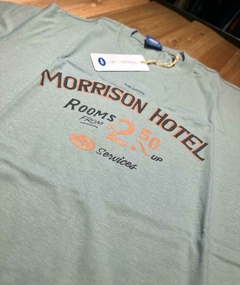 MORRISON HOTEL
ROOMS
FROM $2.50 UP
Services